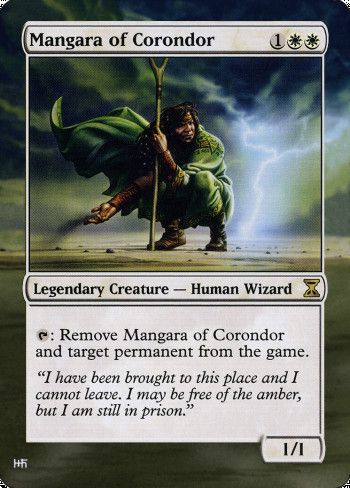 Mangara of Corondor 1
Legendary Creature — Human Wizard
: Remove Mangara of Corondor
and target permanent from the game.
“I have been brought to this place and I
cannot leave. I may be free of the amber,
but I am still in prison.”
1/1